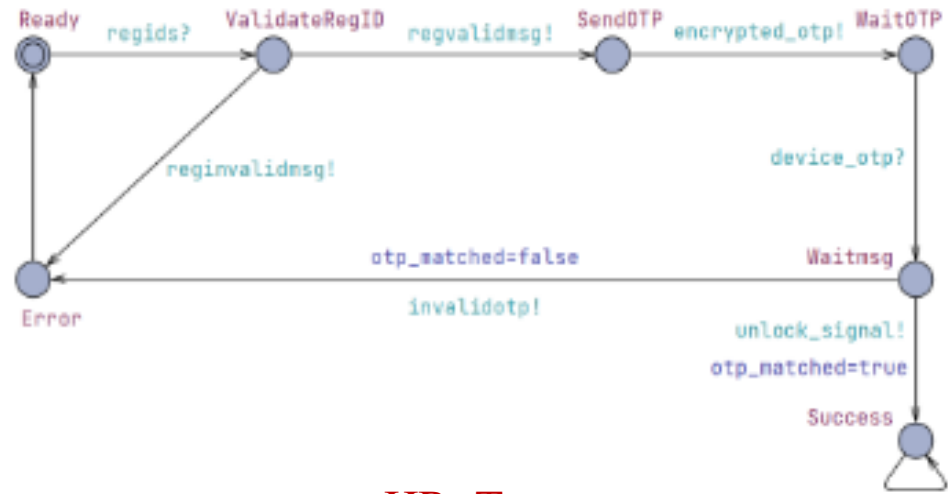 Ready
regids?
ValidateRegID
regvalidmsg!
SendOTP
encrypted_otp!
WaitOTP
device_otp?
reginvalidmsg!
otp_matched=false
Waitmsg
invalidotp!
Error
unlock_signal!
otp_matched=true
Success